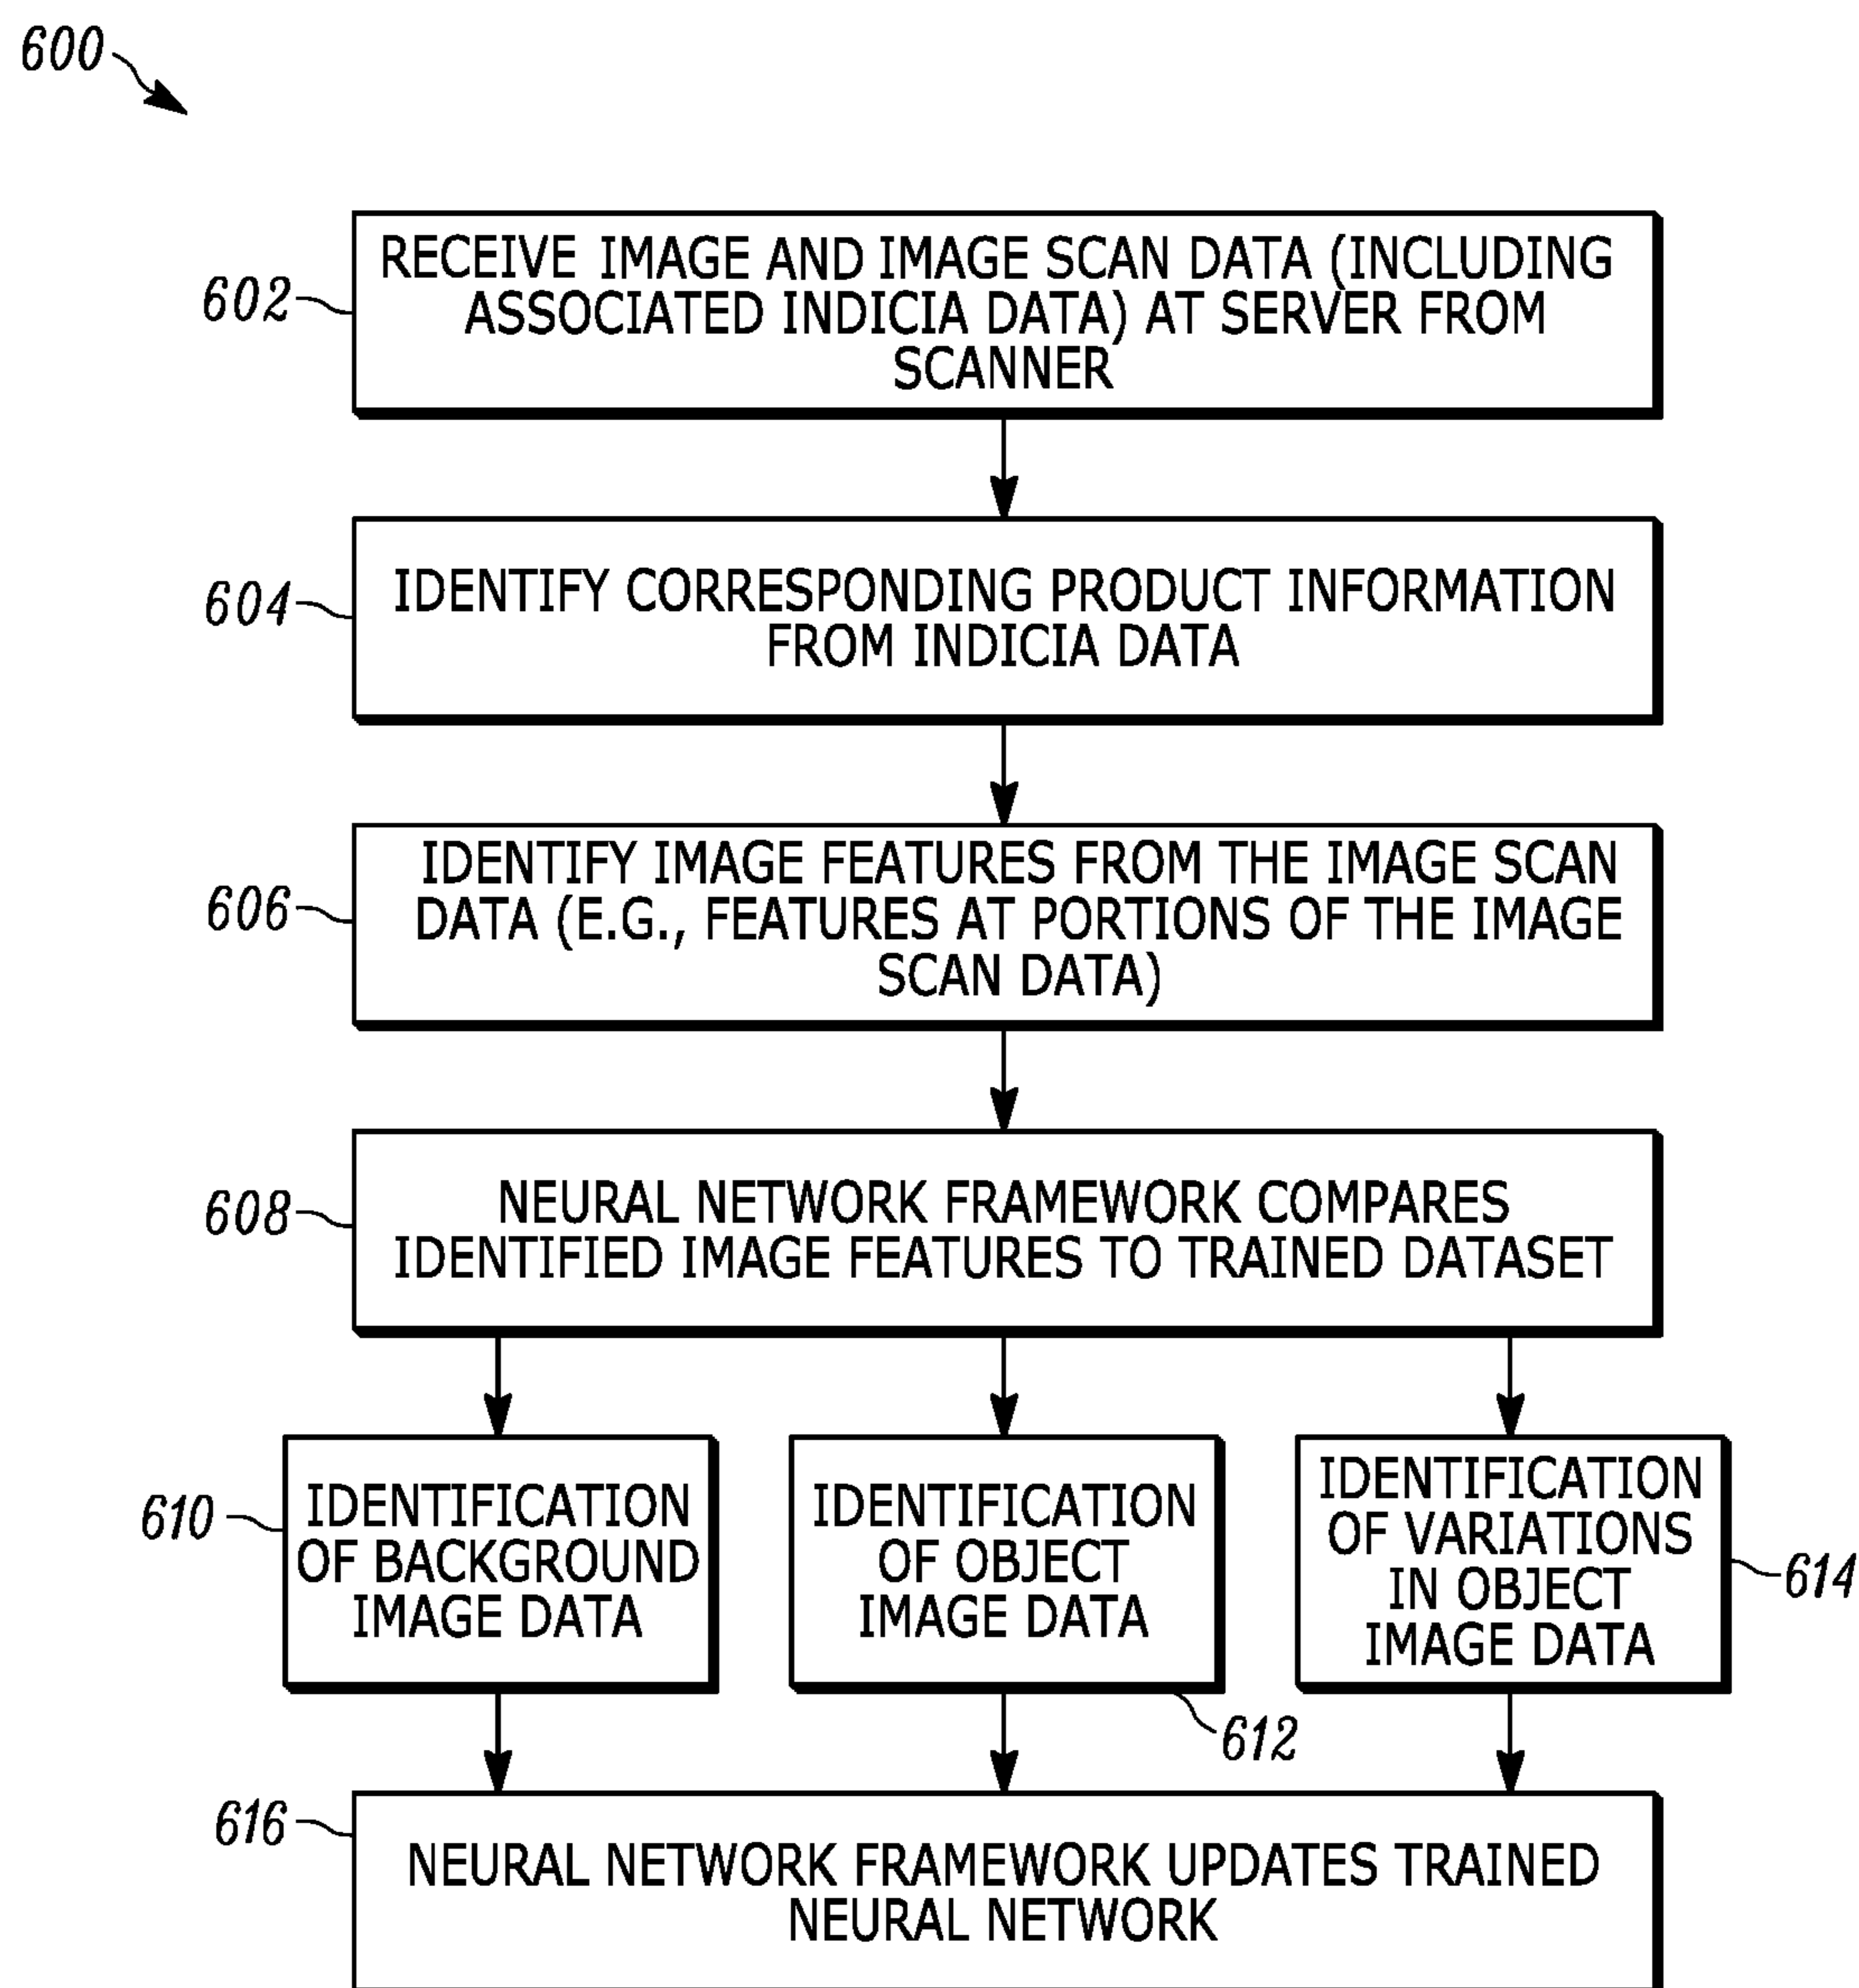 600
602
RECEIVE IMAGE AND IMAGE SCAN DATA (INCLUDING
ASSOCIATED INDICIA DATA) AT SERVER FROM
SCANNER
604
IDENTIFY CORRESPONDING PRODUCT INFORMATION
FROM INDICIA DATA
606
IDENTIFY IMAGE FEATURES FROM THE IMAGE SCAN
DATA (E.G., FEATURES AT PORTIONS OF THE IMAGE
SCAN DATA)
608
NEURAL NETWORK FRAMEWORK COMPARES
IDENTIFIED IMAGE FEATURES TO TRAINED DATASET
610
IDENTIFICATION
OF BACKGROUND
IMAGE DATA
IDENTIFICATION
OF OBJECT
IMAGE DATA
612
IDENTIFICATION
OF VARIATIONS
IN OBJECT
IMAGE DATA
614
616
NEURAL NETWORK FRAMEWORK UPDATES TRAINED
NEURAL NETWORK